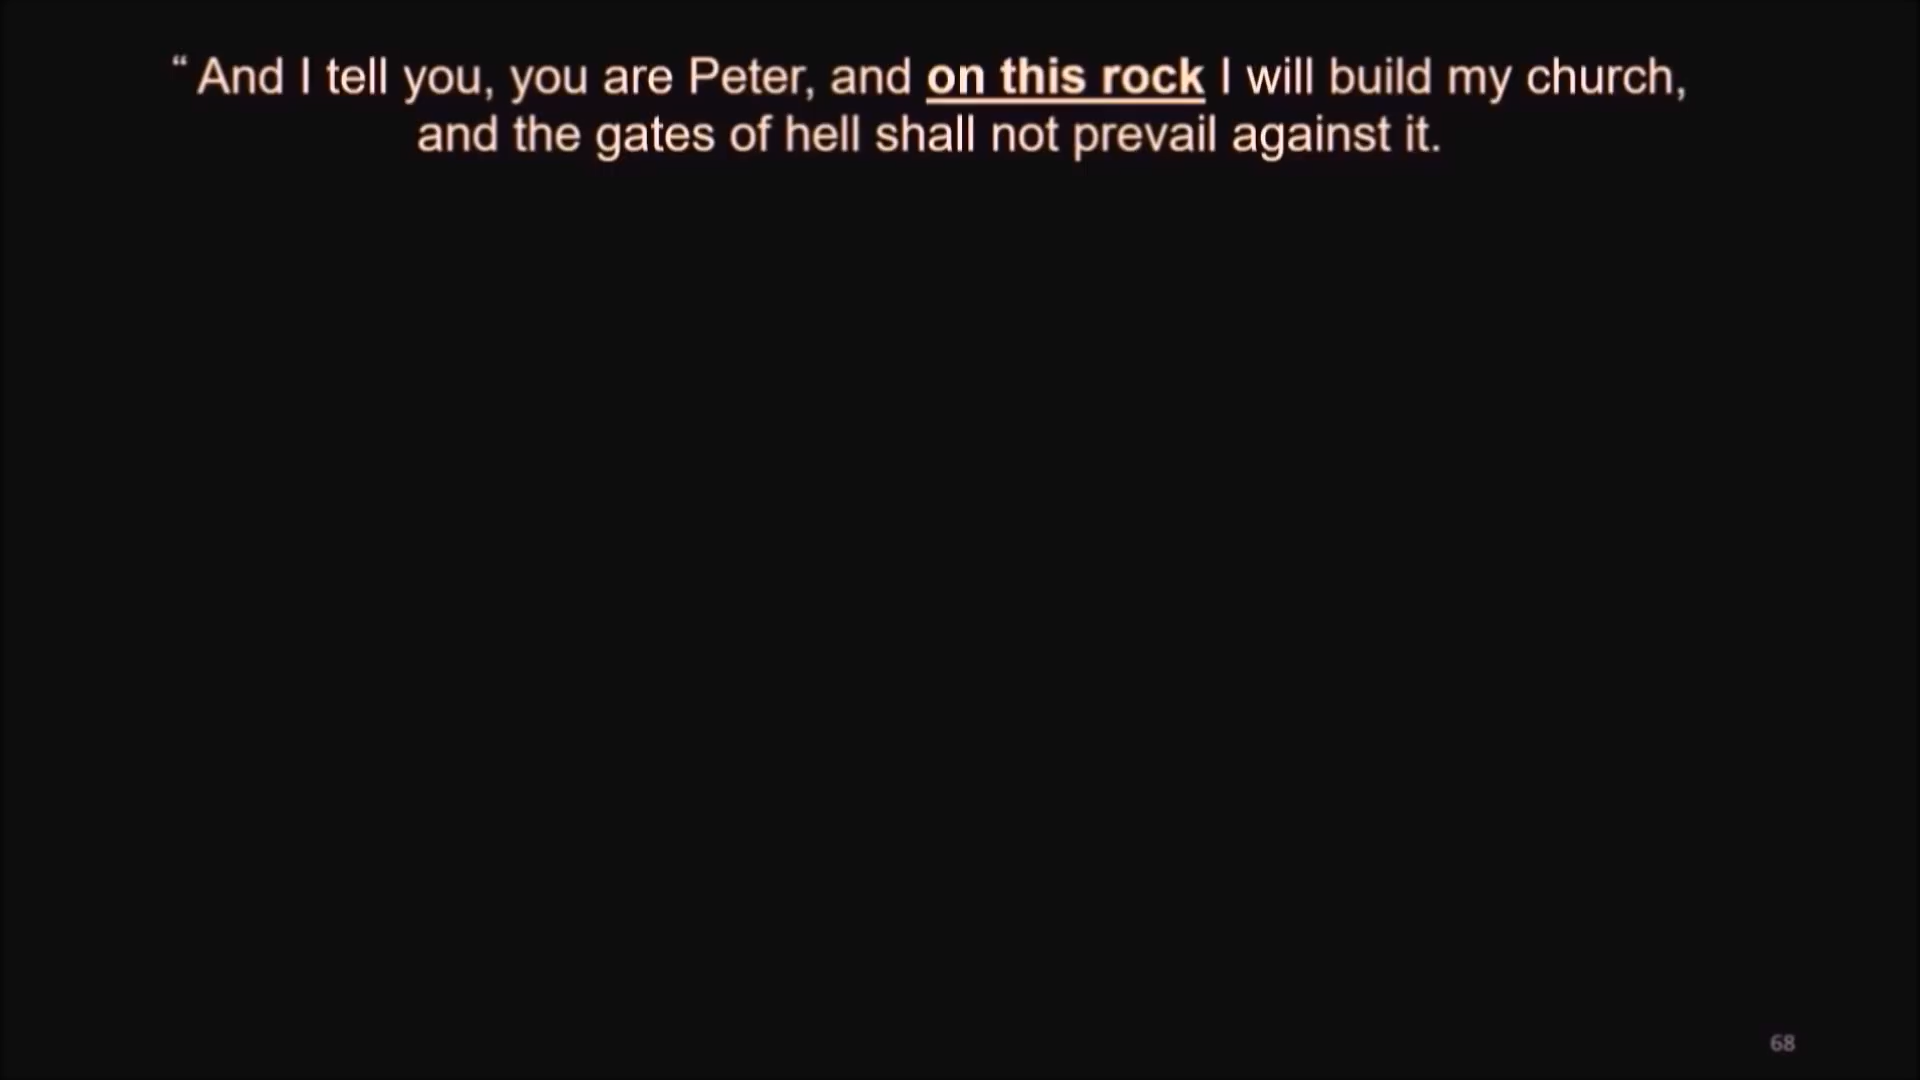 “ And I tell you, you are Peter, and on this rock I will build my church,
and the gates of hell shall not prevail against it.
68